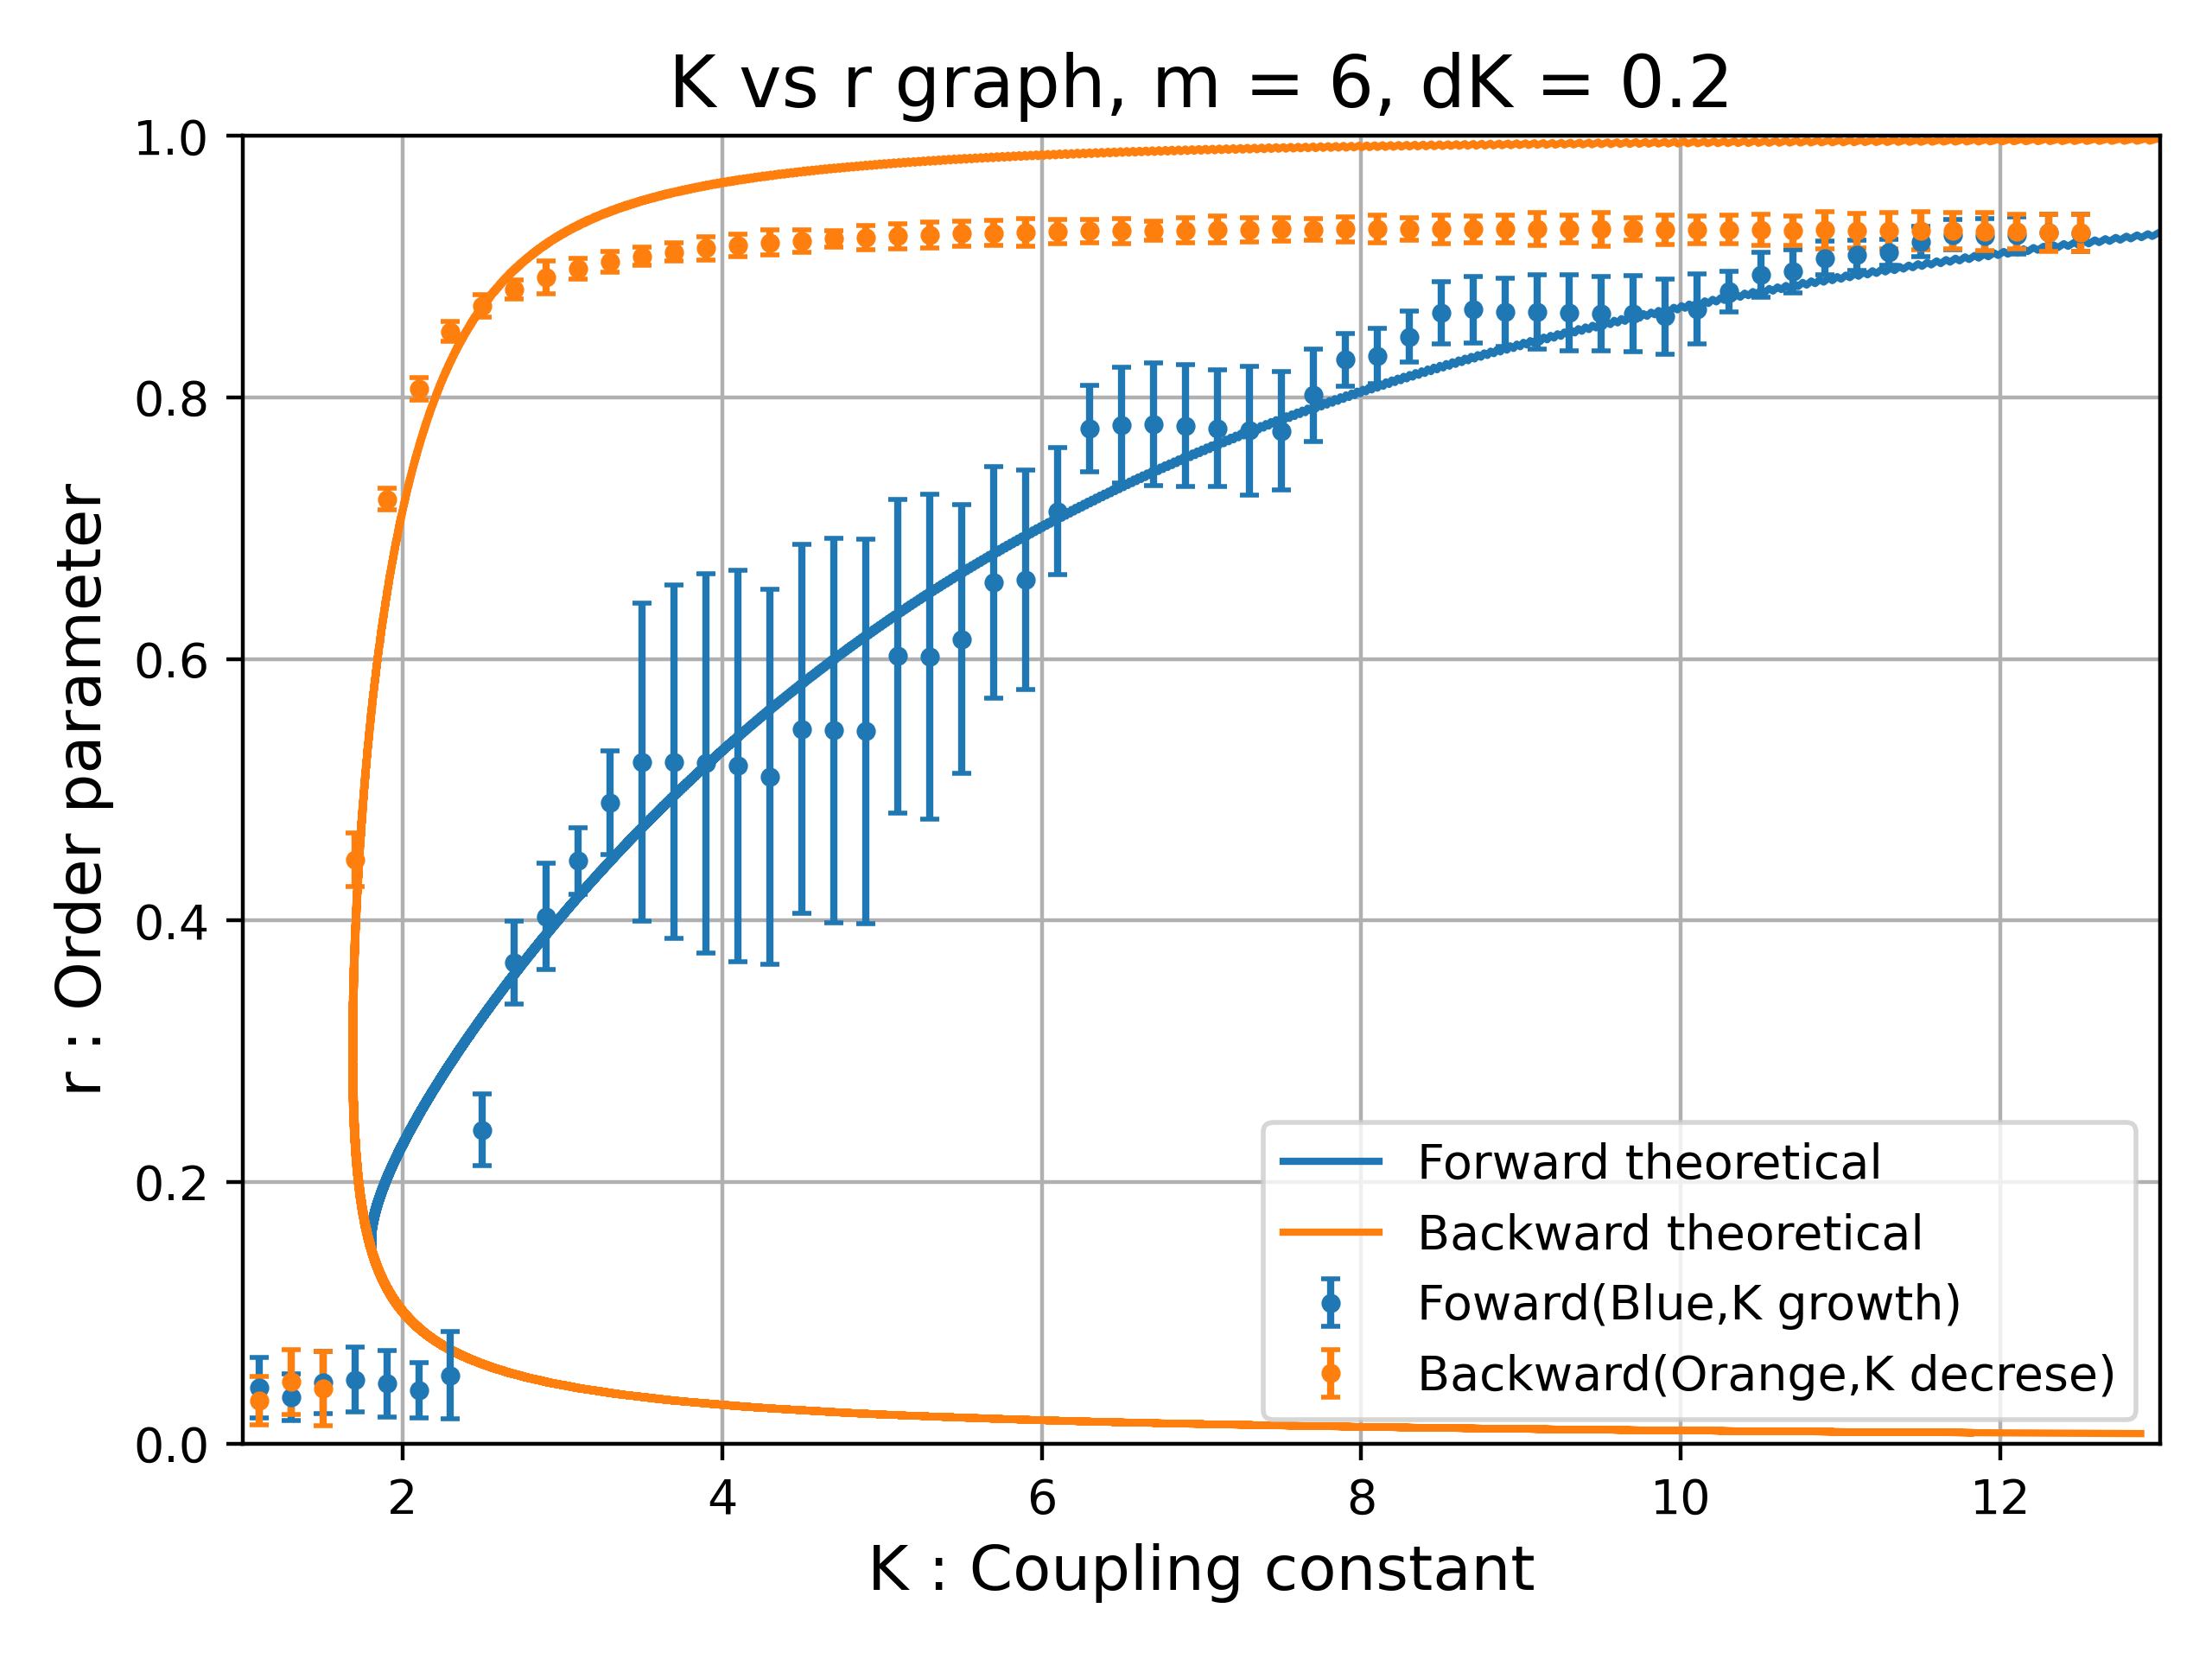 K vs r graph, m = 6, dK = 0.2
1.0
0.8
0.6
0.4
0.2
0.0
r : Order parameter
Forward theoretical
Backward theoretical
Foward(Blue,K growth)
Backward(Orange,K decrese)
2 4 6 8 10 12
K : Coupling constant